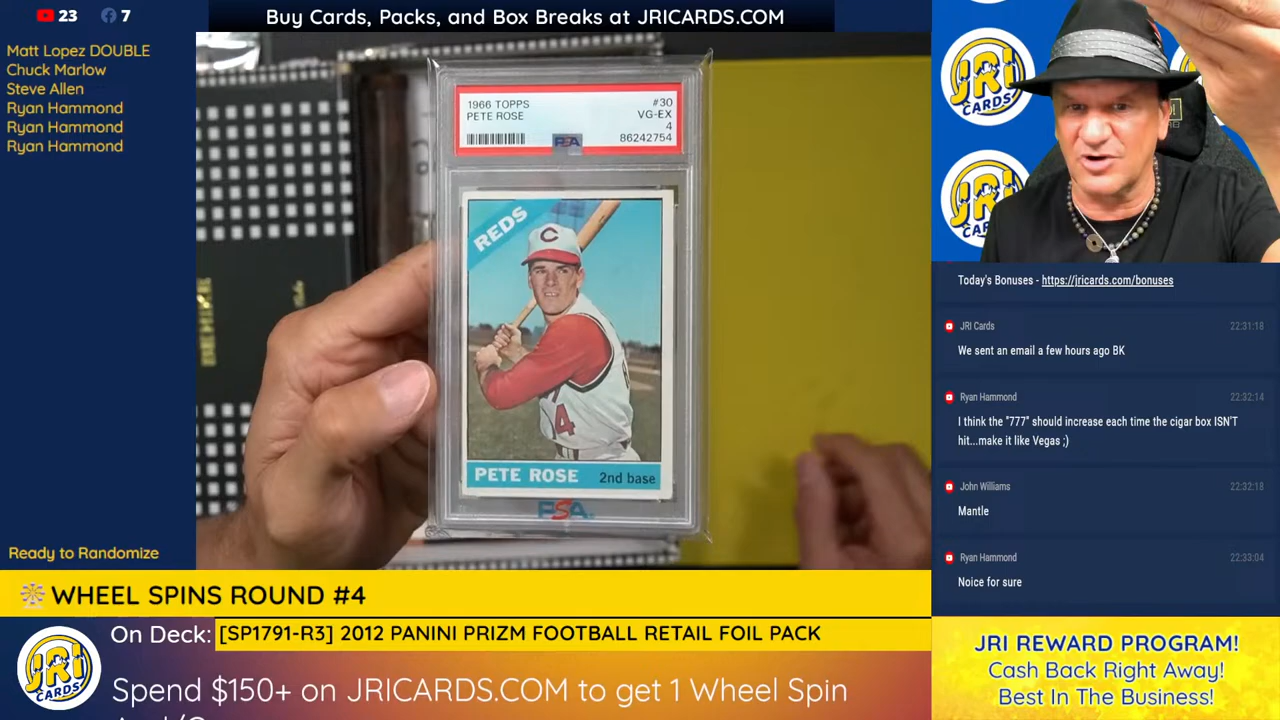 23
7
Buy Cards, Packs, and Box Breaks at JRICARDS.COM
Matt Lopez DOUBLE
Chuck Marlow
Steve Allen
Ryan Hammond
Ryan Hammond
Ryan Hammond
Ready to Randomize
1966 TOPPS
PETE ROSE
#30
VG-EX
4
86242754
PSA
REDS
C
4
PETE ROSE 2nd base
PSA
JRI
CARDS
JRI
Today's Bonuses - https://jricards.com/bonuses
JRI Cards 22:31:18
We sent an email a few hours ago BK
Ryan Hammond 22:32:14
I think the "777" should increase each time the cigar box ISN'T
hit...make it like Vegas ;)
John Williams 22:32:18
Mantle
Ryan Hammond 22:33:04
Noice for sure
WHEEL SPINS ROUND #4
On Deck: [SP1791-R3] 2012 PANINI PRIZM FOOTBALL RETAIL FOIL PACK
JRI
CARDS
Spend $150+ on JRICARDS.COM to get 1 Wheel Spin
JRI REWARD PROGRAM!
Cash Back Right Away!
Best In The Business!